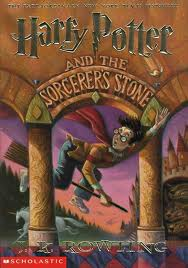 Harry Potter
AND THE
SORCERER'S STONE
J. K. ROWLING
SCHOLASTIC